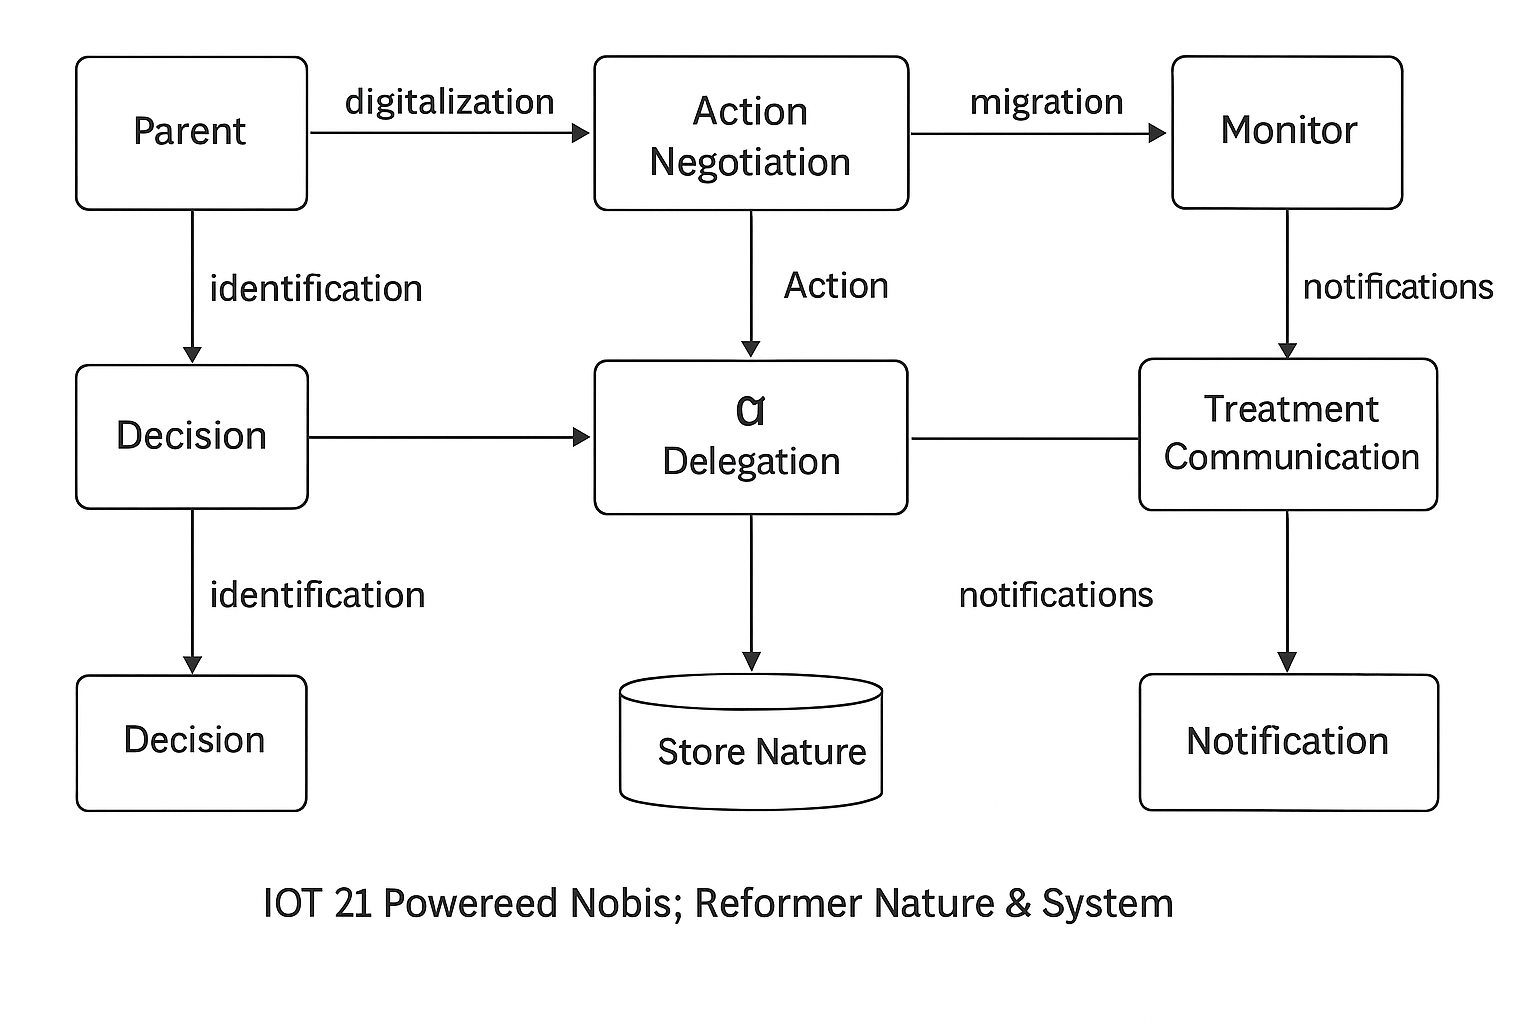 Parent
digitalization
Action
Negotiation
migration
Monitor
identification
Action
notifications
Decision
α
Delegation
Treatment
Communication
identification
notifications
Decision
Store Nature
Notification
IOT 21 Powereed Nobis; Reformer Nature & System